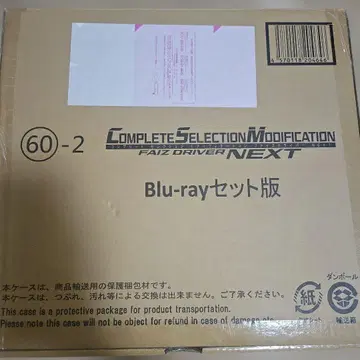 60-2
COMPLETE SELECTION MODIFICATION
FAIZ DRIVER NEXT
Blu-rayセット版
本ケースは、商品輸送用の保護梱包材です。
本ケースは、つぶれ、汚れ等による交換は出来ません、ご了承ください。
This case is a protective package for product transportation.
Please note this case will not be object for refund in case of damage etc.
ダンボール
紙
輸送箱